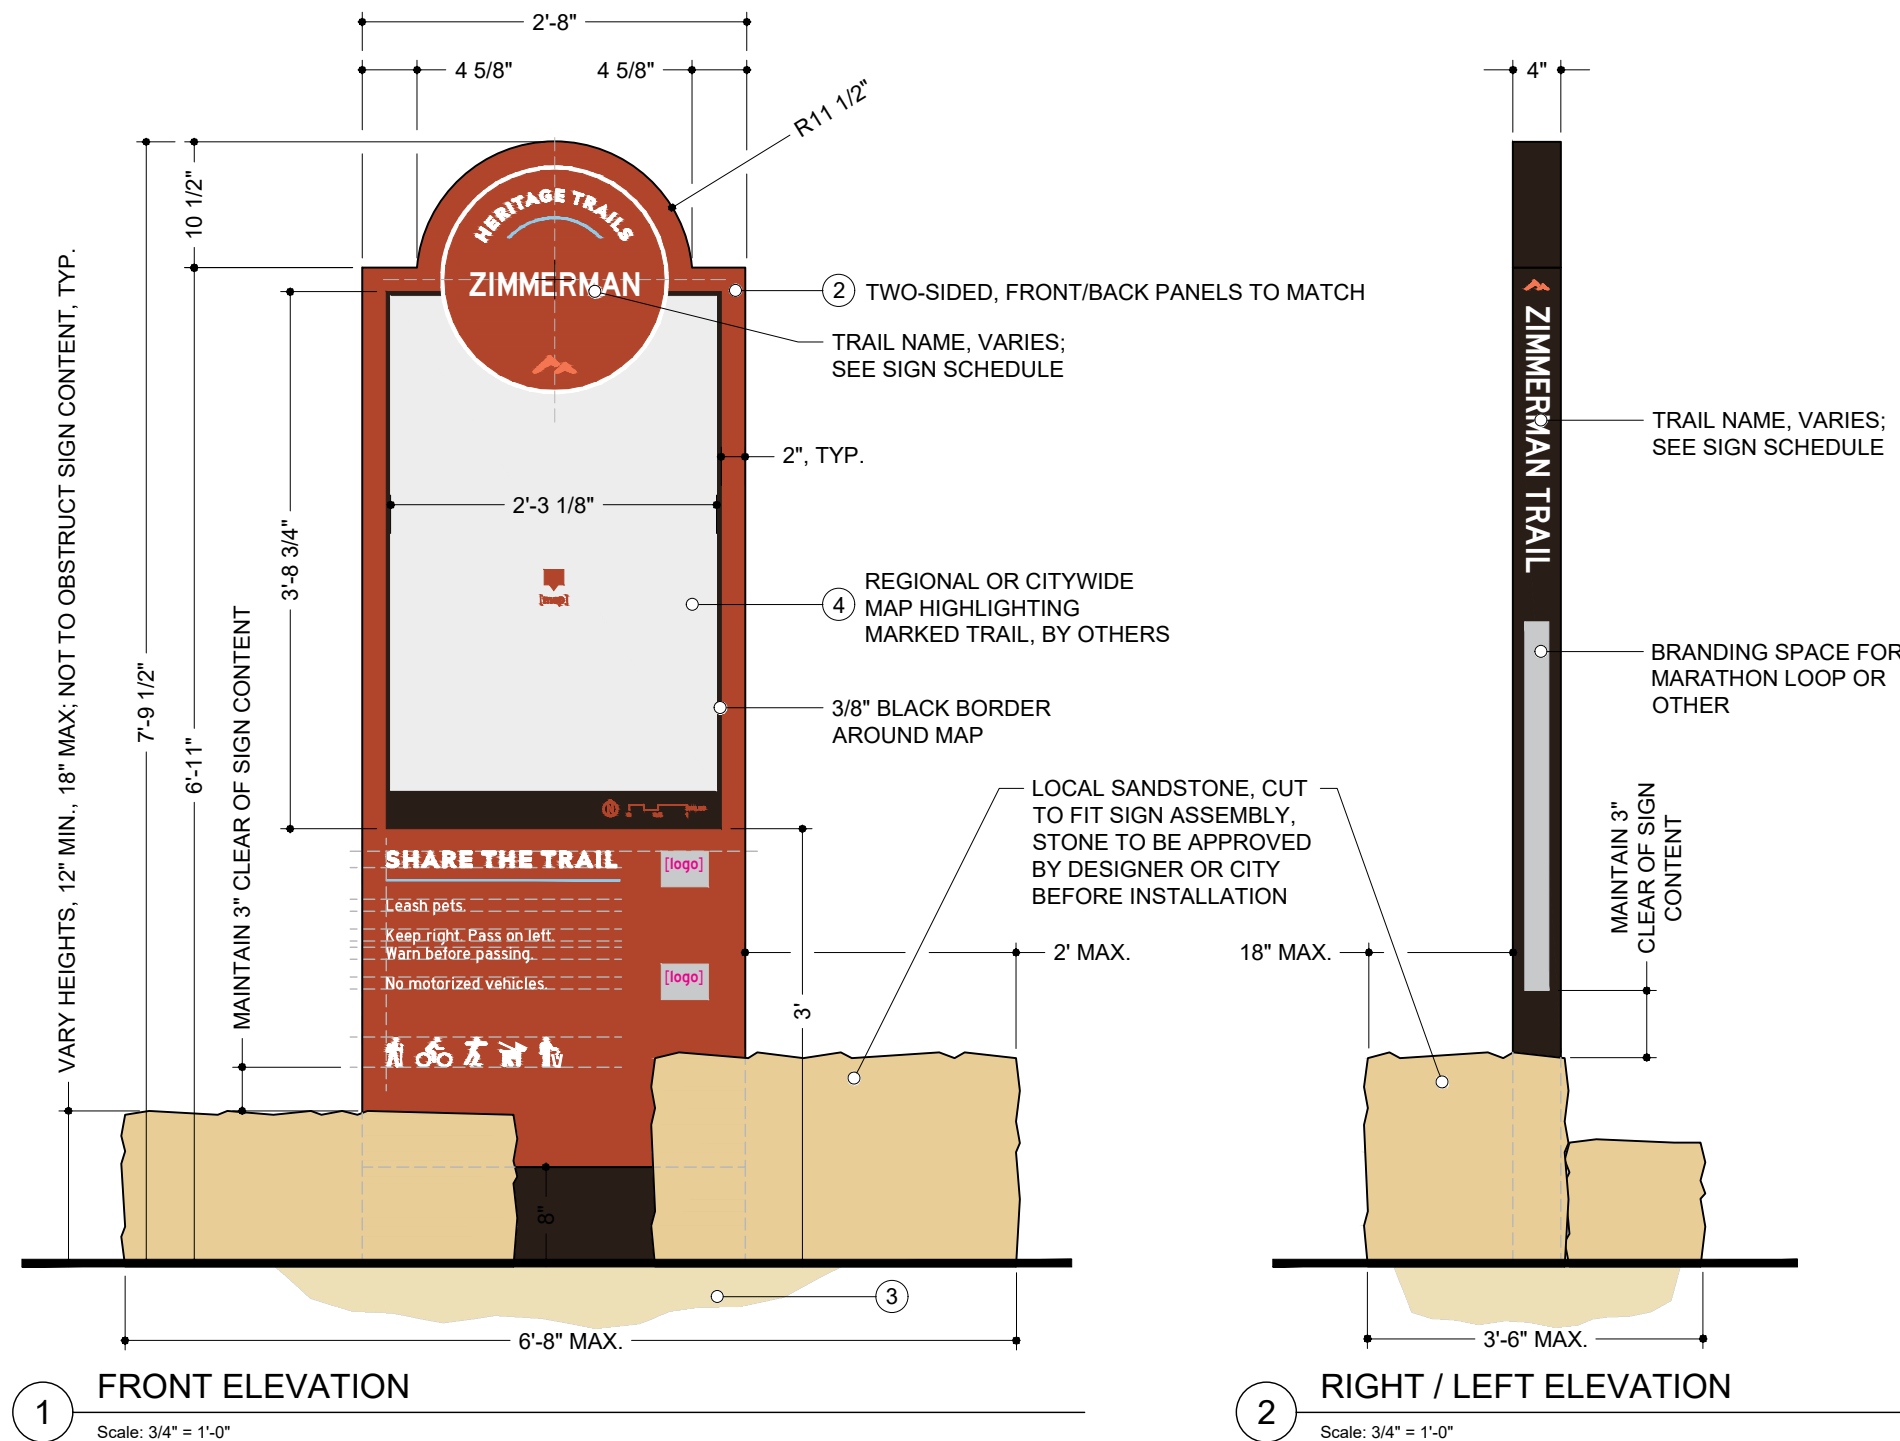 2'-8"
4 5/8"
4 5/8"
R11 1/2"
4"
10 1/2"
7'-9 1/2"
6'-11"
3'-8 3/4"
VARY HEIGHTS, 12" MIN., 18" MAX; NOT TO OBSTRUCT SIGN CONTENT, TYP.
MAINTAIN 3" CLEAR OF SIGN CONTENT
HERITAGE TRAILS
ZIMMERMAN
2 TWO-SIDED, FRONT/BACK PANELS TO MATCH
TRAIL NAME, VARIES;
SEE SIGN SCHEDULE
2", TYP.
2'-3 1/8"
[map]
4
REGIONAL OR CITYWIDE
MAP HIGHLIGHTING
MARKED TRAIL, BY OTHERS
3/8" BLACK BORDER
AROUND MAP
N
LOCAL SANDSTONE, CUT
TO FIT SIGN ASSEMBLY,
STONE TO BE APPROVED
BY DESIGNER OR CITY
BEFORE INSTALLATION
SHARE THE TRAIL
[logo]
Leash pets.
Keep right. Pass on left.
Warn before passing.
No motorized vehicles.
[logo]
2' MAX.
3'
8"
3
6'-8" MAX.
1
FRONT ELEVATION
Scale: 3/4" = 1'-0"
ZIMMERMAN TRAIL
TRAIL NAME, VARIES;
SEE SIGN SCHEDULE
BRANDING SPACE FOR
MARATHON LOOP OR
OTHER
MAINTAIN 3"
CLEAR OF SIGN
CONTENT
18" MAX.
3'-6" MAX.
2
RIGHT / LEFT ELEVATION
Scale: 3/4" = 1'-0"